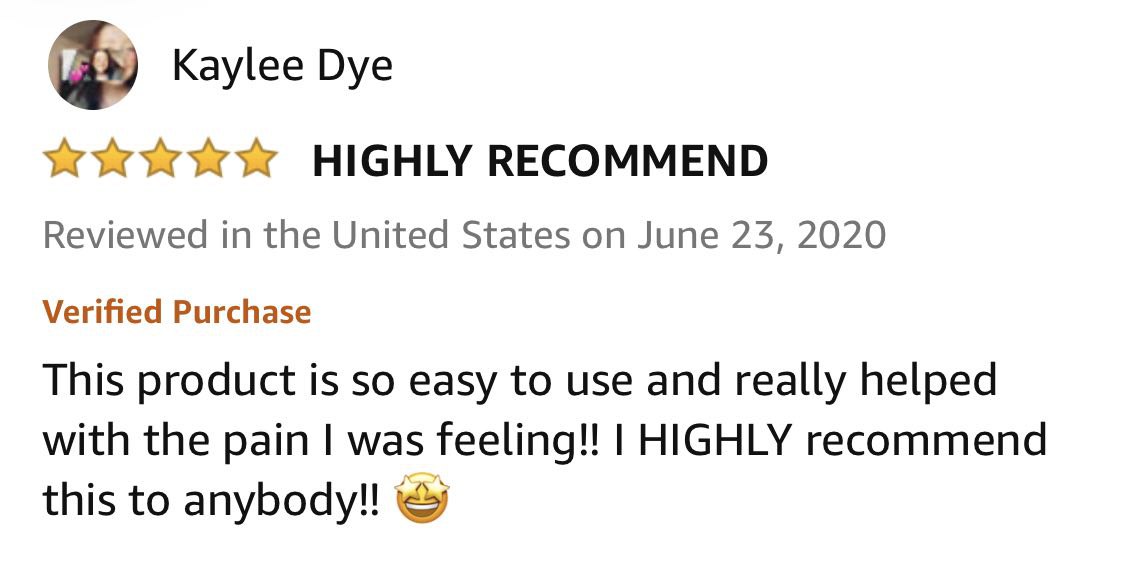 Kaylee Dye
HIGHLY RECOMMEND
Reviewed in the United States on June 23, 2020
Verified Purchase
This product is so easy to use and really helped
with the pain I was feeling!! I HIGHLY recommend
this to anybody!! 🤩